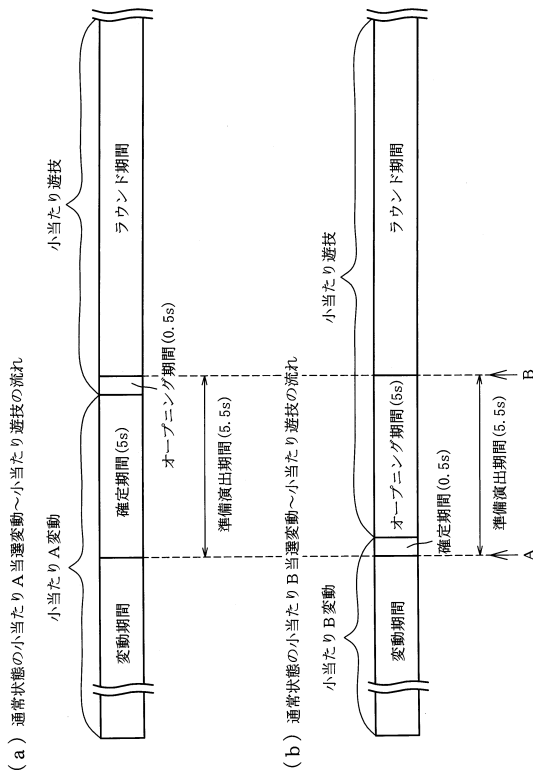 (a) 通常状態の小当たりA当選変動～小当たり遊技の流れ
小当たりA変動
小当たり遊技
変動期間
確定期間(5s)
ラウンド期間
オープニング期間(0.5s)
準備演出期間(5.5s)
(b) 通常状態の小当たりB当選変動～小当たり遊技の流れ
小当たりB変動
小当たり遊技
変動期間
オープニング期間(5s)
ラウンド期間
確定期間(0.5s)
準備演出期間(5.5s)
A
B